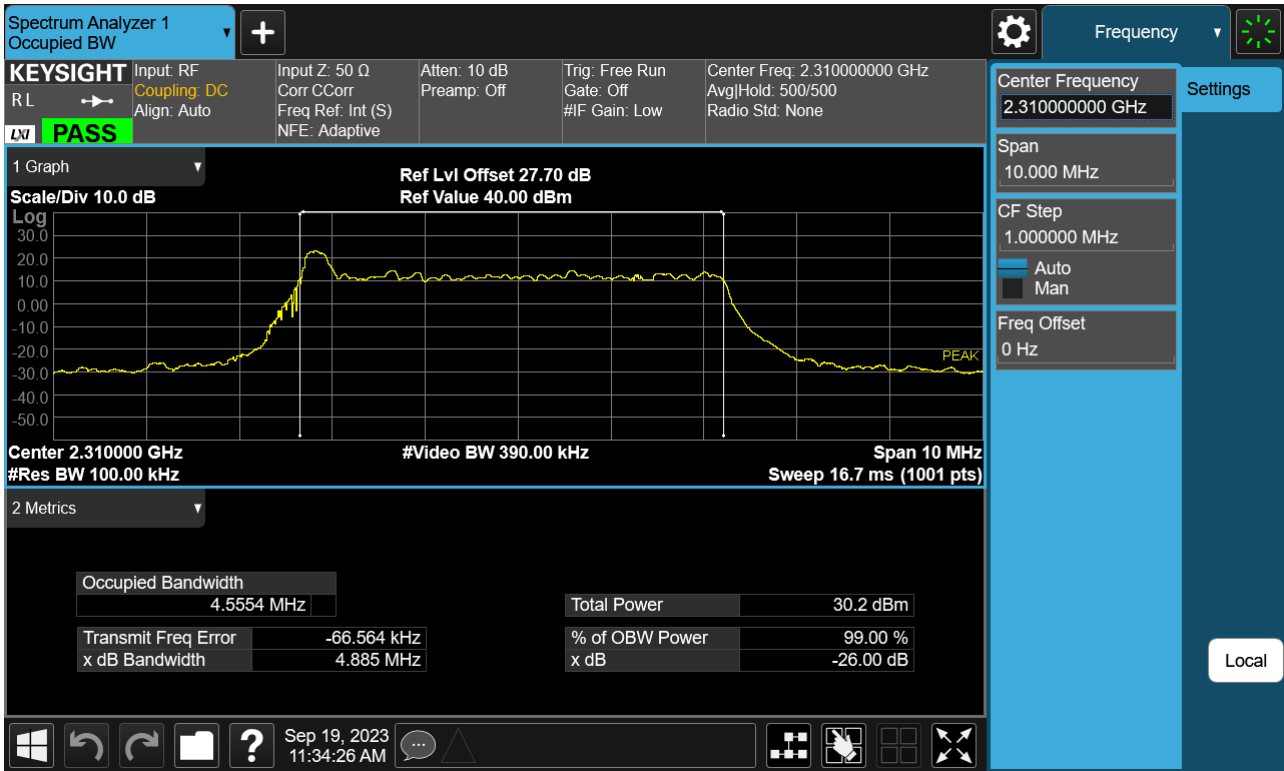 Spectrum Analyzer 1
Occupied BW
Frequency
KEYSIGHT
R L
LXI
PASS
Input: RF
Coupling: DC
Align: Auto
Input Z: 50 Ω
Corr CCorr
Freq Ref: Int (S)
NFE: Adaptive
Atten: 10 dB
Preamp: Off
Trig: Free Run
Gate: Off
#IF Gain: Low
Center Freq: 2.310000000 GHz
Avg|Hold: 500/500
Radio Std: None
Center Frequency
2.310000000 GHz
Settings
Span
10.000 MHz
CF Step
1.000000 MHz
Auto
Man
Freq Offset
0 Hz
Local
1 Graph
Ref Lvl Offset 27.70 dB
Scale/Div 10.0 dB
Ref Value 40.00 dBm
Log
30.0
20.0
10.0
0.00
-10.0
-20.0
-30.0
-40.0
-50.0
PEAK
Center 2.310000 GHz
#Video BW 390.00 kHz
Span 10 MHz
#Res BW 100.00 kHz
Sweep 16.7 ms (1001 pts)
2 Metrics
Occupied Bandwidth
4.5554 MHz
Total Power 30.2 dBm
Transmit Freq Error -66.564 kHz
% of OBW Power 99.00 %
x dB Bandwidth 4.885 MHz
x dB -26.00 dB
?
Sep 19, 2023
11:34:26 AM